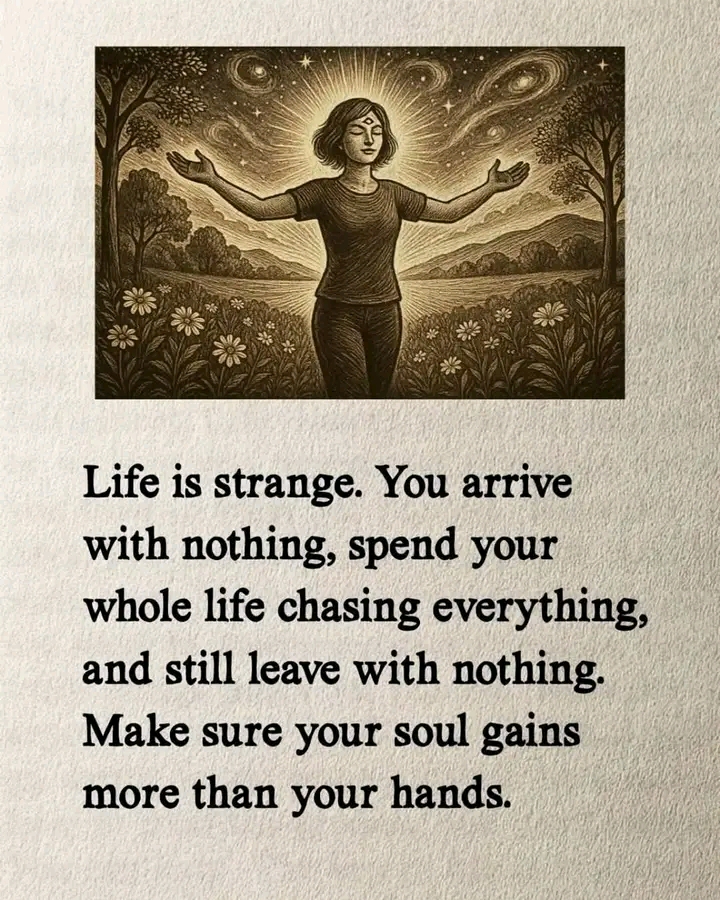 Life is strange. You arrive
with nothing, spend your
whole life chasing everything,
and still leave with nothing.
Make sure your soul gains
more than your hands.